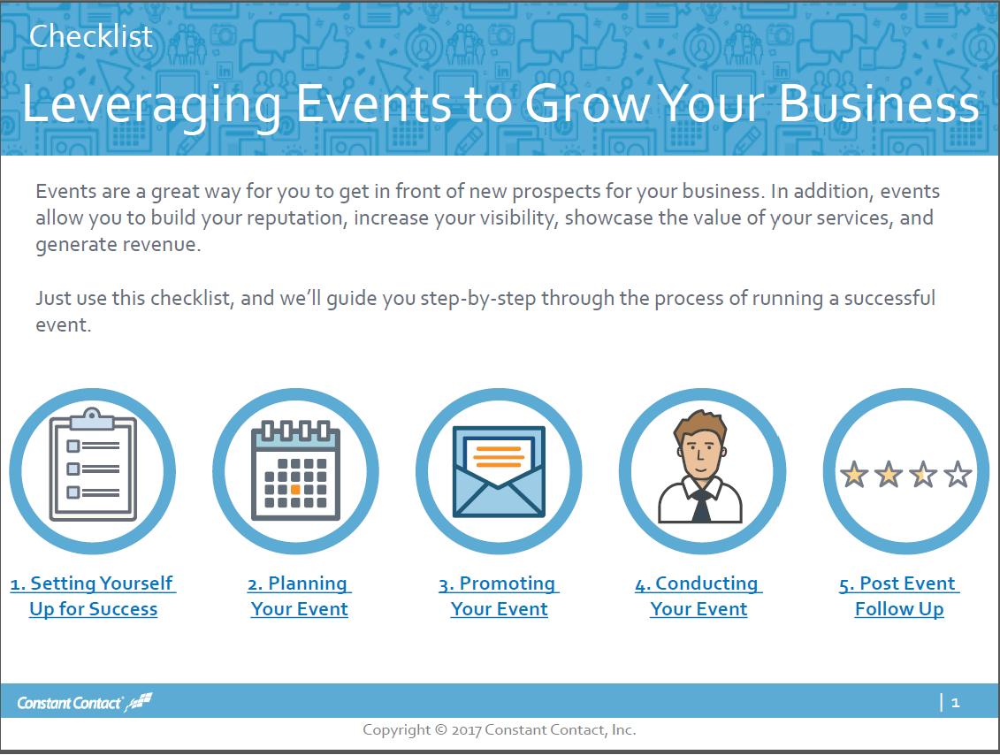 Checklist
Leveraging Events to Grow Your Business
Events are a great way for you to get in front of new prospects for your business. In addition, events
allow you to build your reputation, increase your visibility, showcase the value of your services, and
generate revenue.
Just use this checklist, and we’ll guide you step-by-step through the process of running a successful
event.
1. Setting Yourself
Up for Success
2. Planning
Your Event
3. Promoting
Your Event
4. Conducting
Your Event
5. Post Event
Follow Up
Constant Contact®
| 1
Copyright © 2017 Constant Contact, Inc.